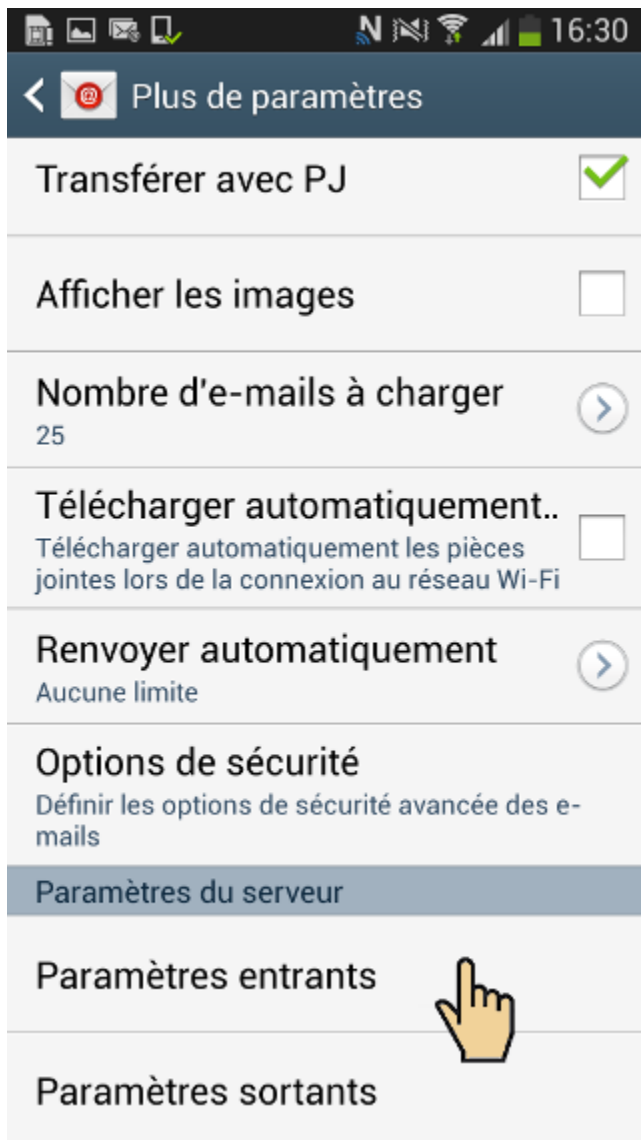 16:30
Plus de paramètres
Transférer avec PJ
Afficher les images
Nombre d'e-mails à charger
25
Télécharger automatiquement..
Télécharger automatiquement les pièces
jointes lors de la connexion au réseau Wi-Fi
Renvoyer automatiquement
Aucune limite
Options de sécurité
Définir les options de sécurité avancée des e-
mails
Paramètres du serveur
Paramètres entrants
Paramètres sortants